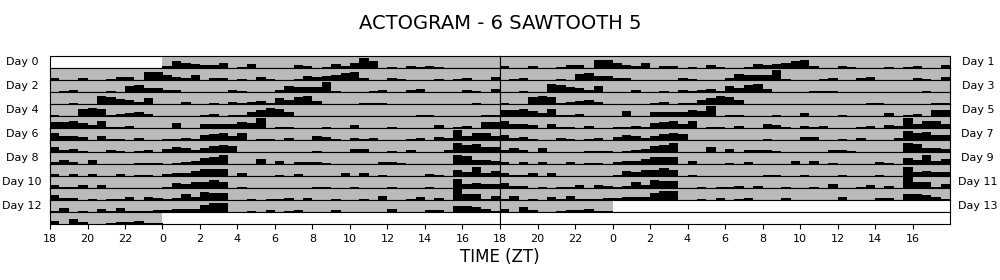 ACTOGRAM - 6 SAWTOOTH 5
Day 0 Day 1
Day 2 Day 3
Day 4 Day 5
Day 6 Day 7
Day 8 Day 9
Day 10 Day 11
Day 12 Day 13
18 20 22 0 2 4 6 8 10 12 14 16 18 20 22 0 2 4 6 8 10 12 14 16
TIME (ZT)